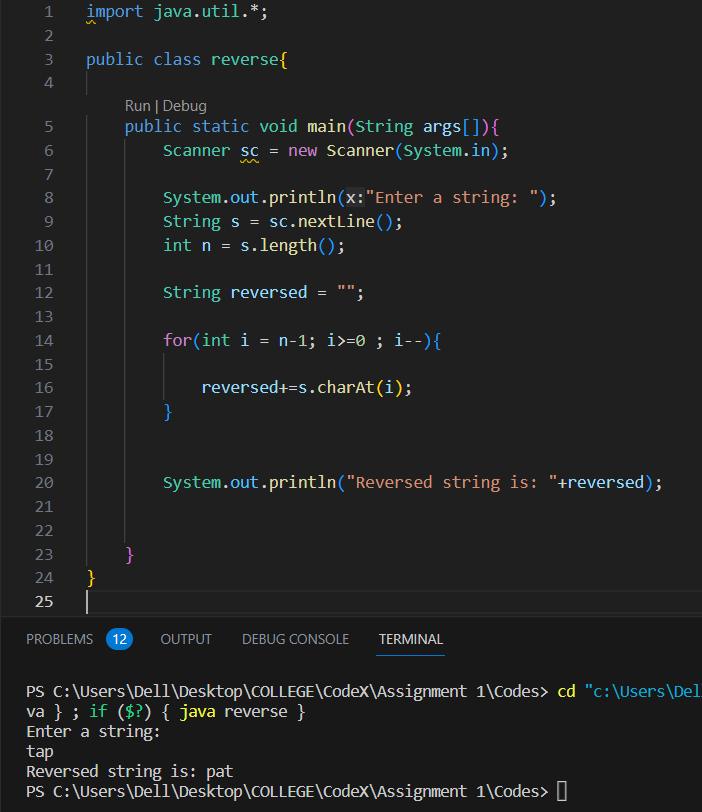 1 import java.util.*;
2
3 public class reverse{
4
Run | Debug
5 public static void main(String args[]){
6 Scanner sc = new Scanner(System.in);
7
8 System.out.println(x:"Enter a string: ");
9 String s = sc.nextLine();
10 int n = s.length();
11
12 String reversed = "";
13
14 for(int i = n-1; i>=0 ; i--){
15
16 reversed+=s.charAt(i);
17 }
18
19
20 System.out.println("Reversed string is: "+reversed);
21
22
23 }
24 }
25
PROBLEMS 12 OUTPUT DEBUG CONSOLE TERMINAL
PS C:\Users\Dell\Desktop\COLLEGE\CodeX\Assignment 1\Codes> cd "c:\Users\Del
va } ; if ($?) { java reverse }
Enter a string:
tap
Reversed string is: pat
PS C:\Users\Dell\Desktop\COLLEGE\CodeX\Assignment 1\Codes>